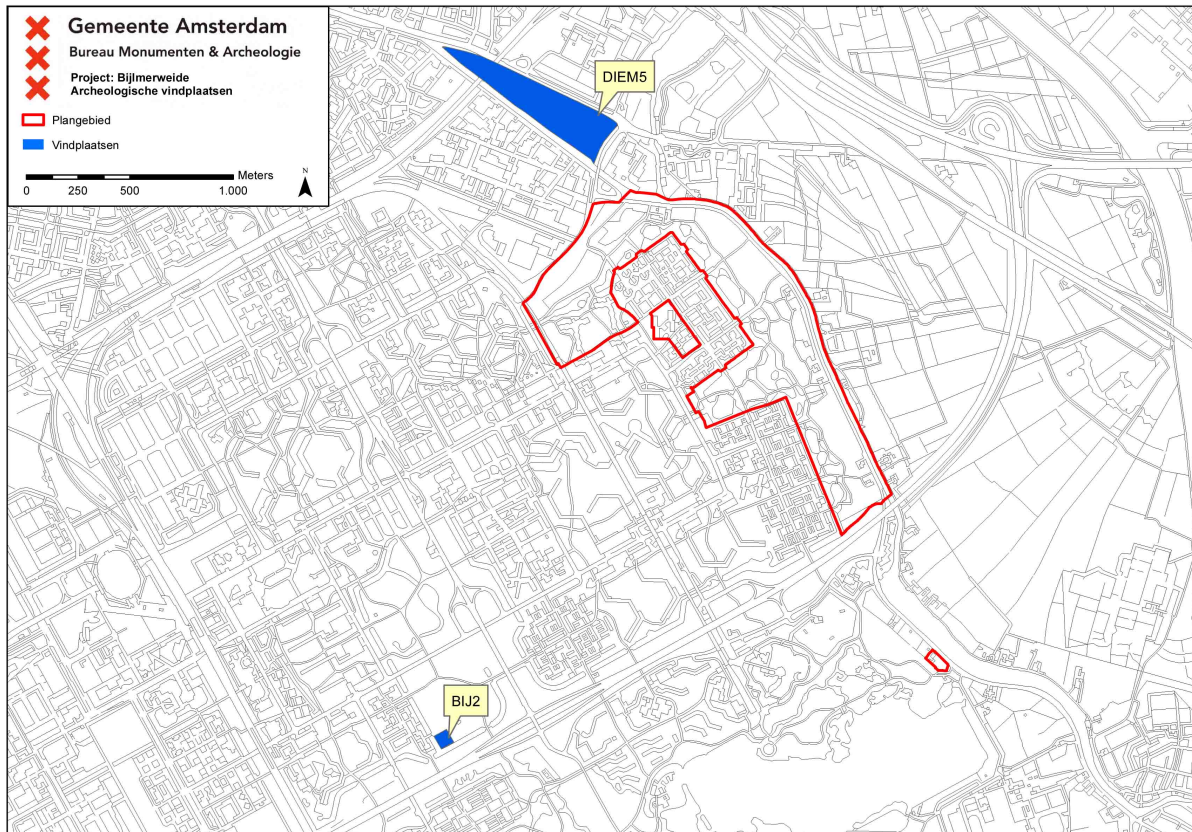 Gemeente Amsterdam
Bureau Monumenten & Archeologie
Project: Bijlmerweide
Archeologische vindplaatsen
Plangebied
Vindplaatsen
Meters
0 250 500 1.000
N
DIEM5
BIJ2